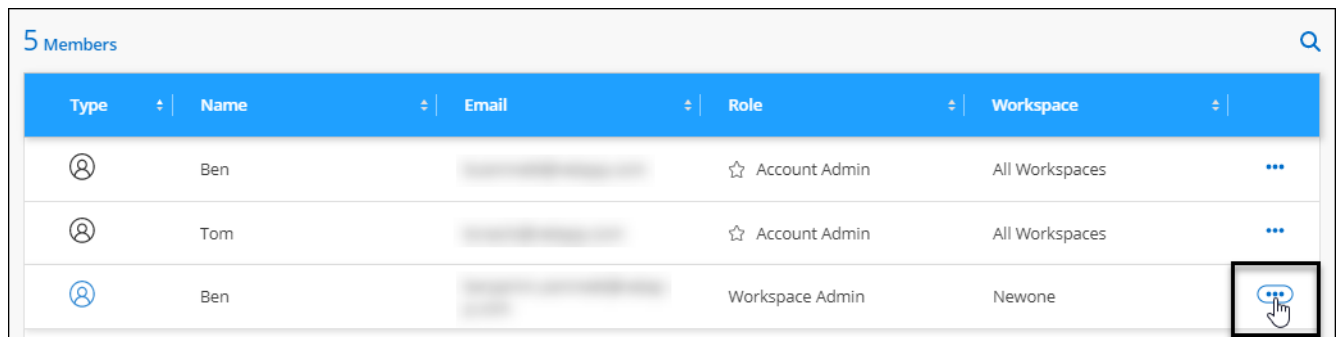 5 Members
Type Name Email Role Workspace
Ben Account Admin All Workspaces
Tom Account Admin All Workspaces
Ben Workspace Admin Newone